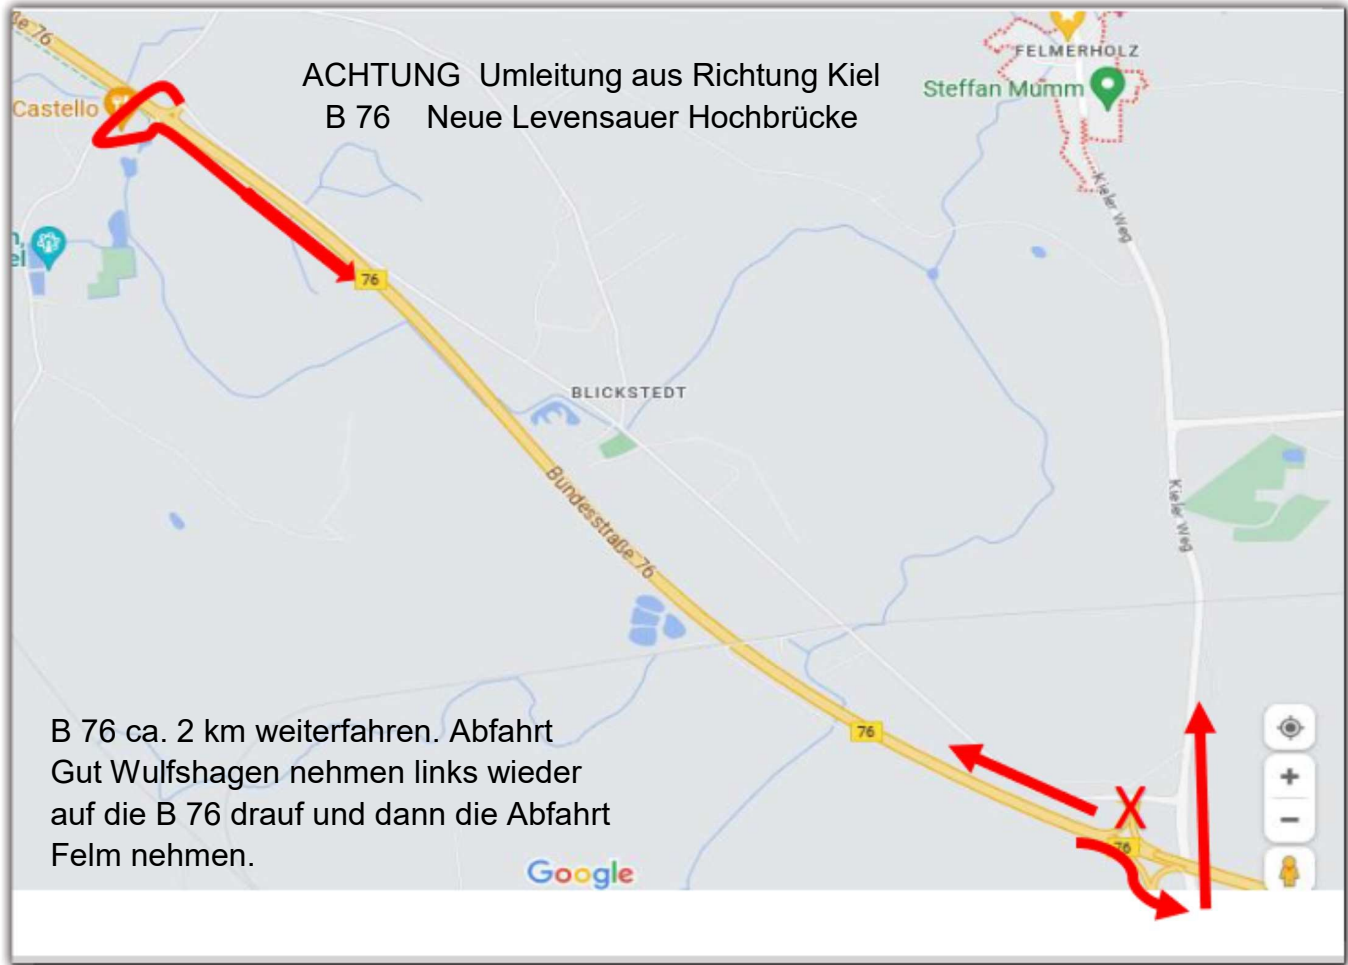 ße 76
ACHTUNG  Umleitung aus Richtung Kiel
B 76    Neue Levensauer Hochbrücke
FELMERHOLZ
Steffan Mumm
Castello
Kieler Weg
76
BLICKSTEDT
Bundesstraße 76
Kieler Weg
B 76 ca. 2 km weiterfahren. Abfahrt
Gut Wulfshagen nehmen links wieder
auf die B 76 drauf und dann die Abfahrt
Felm nehmen.
76
X
76
Google